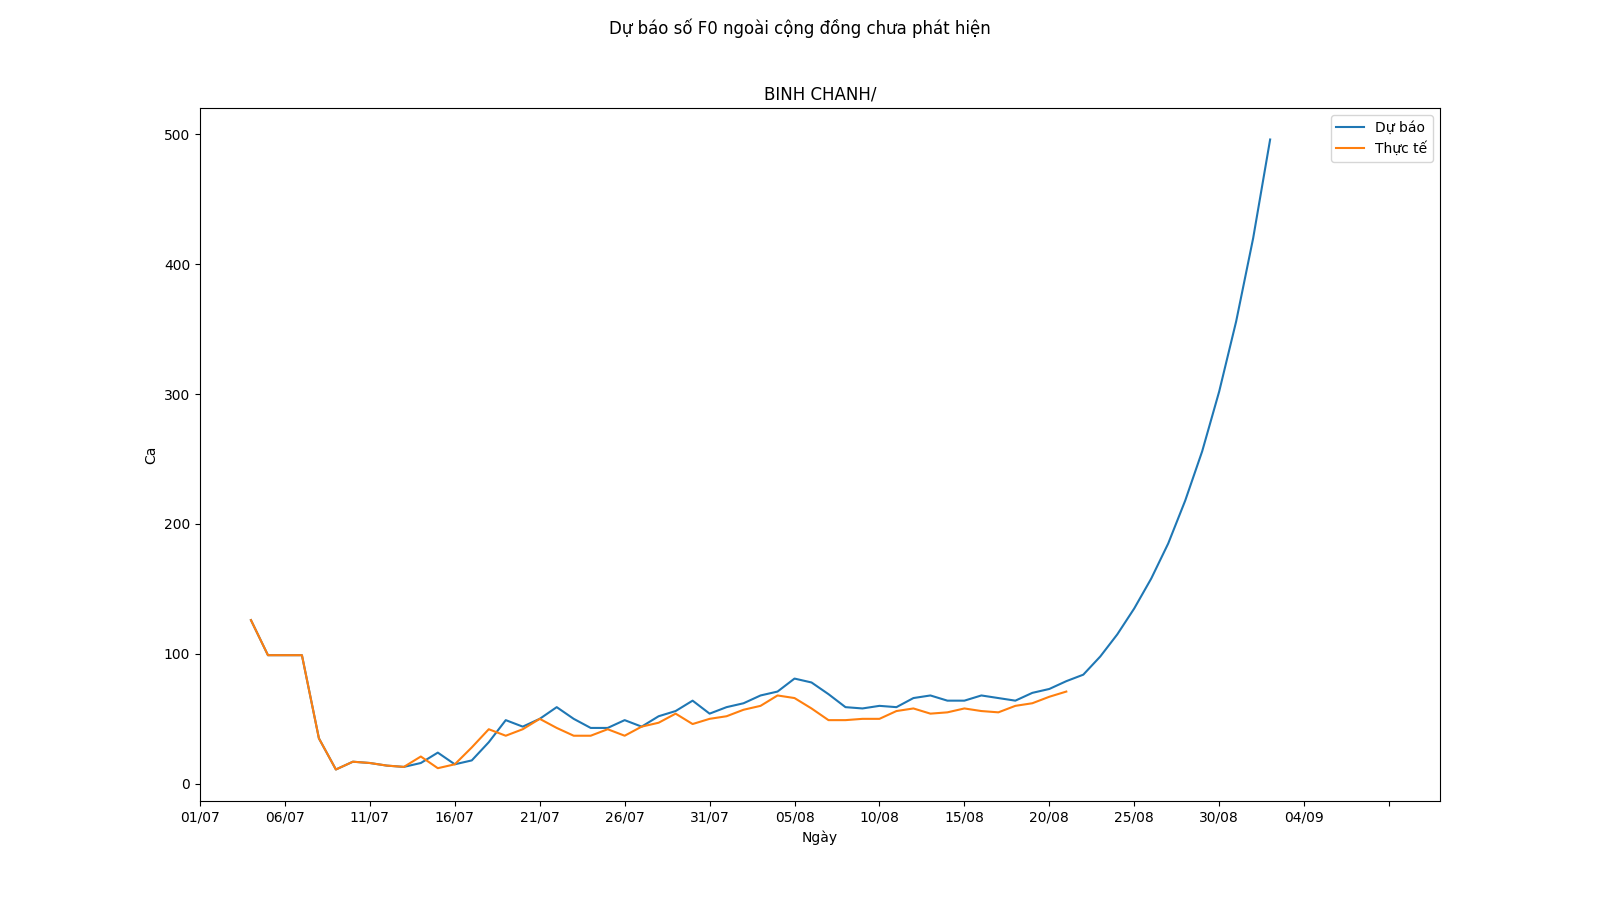 Dự báo số F0 ngoài cộng đồng chưa phát hiện
BINH CHANH/
Dự báo
Thực tế
500
400
300
200
100
0
Ca
01/07 06/07 11/07 16/07 21/07 26/07 31/07 05/08 10/08 15/08 20/08 25/08 30/08 04/09
Ngày